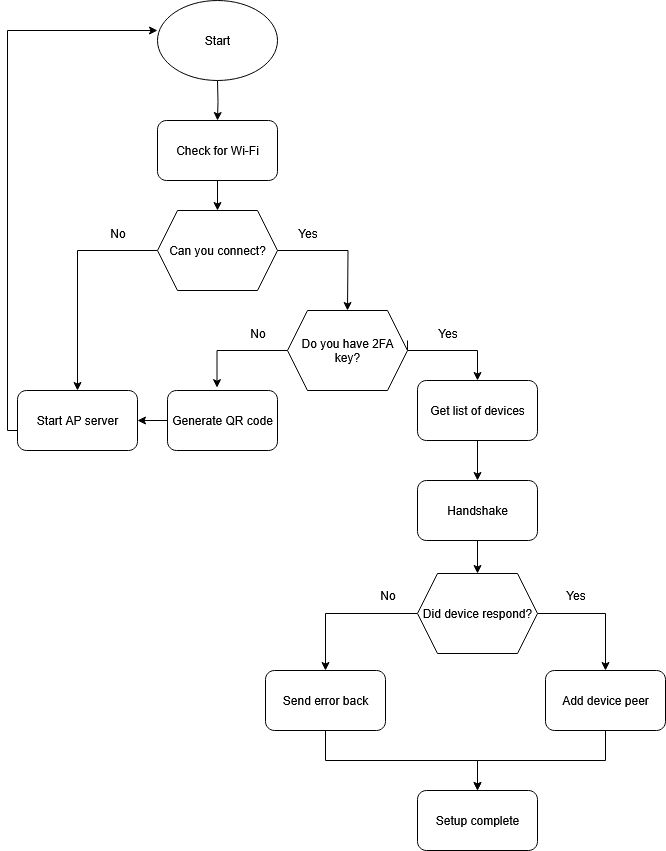 Start
Check for Wi-Fi
No
Yes
Can you connect?
No
Yes
Do you have 2FA
key?
Start AP server
Generate QR code
Get list of devices
Handshake
No
Yes
Did device respond?
Send error back
Add device peer
Setup complete